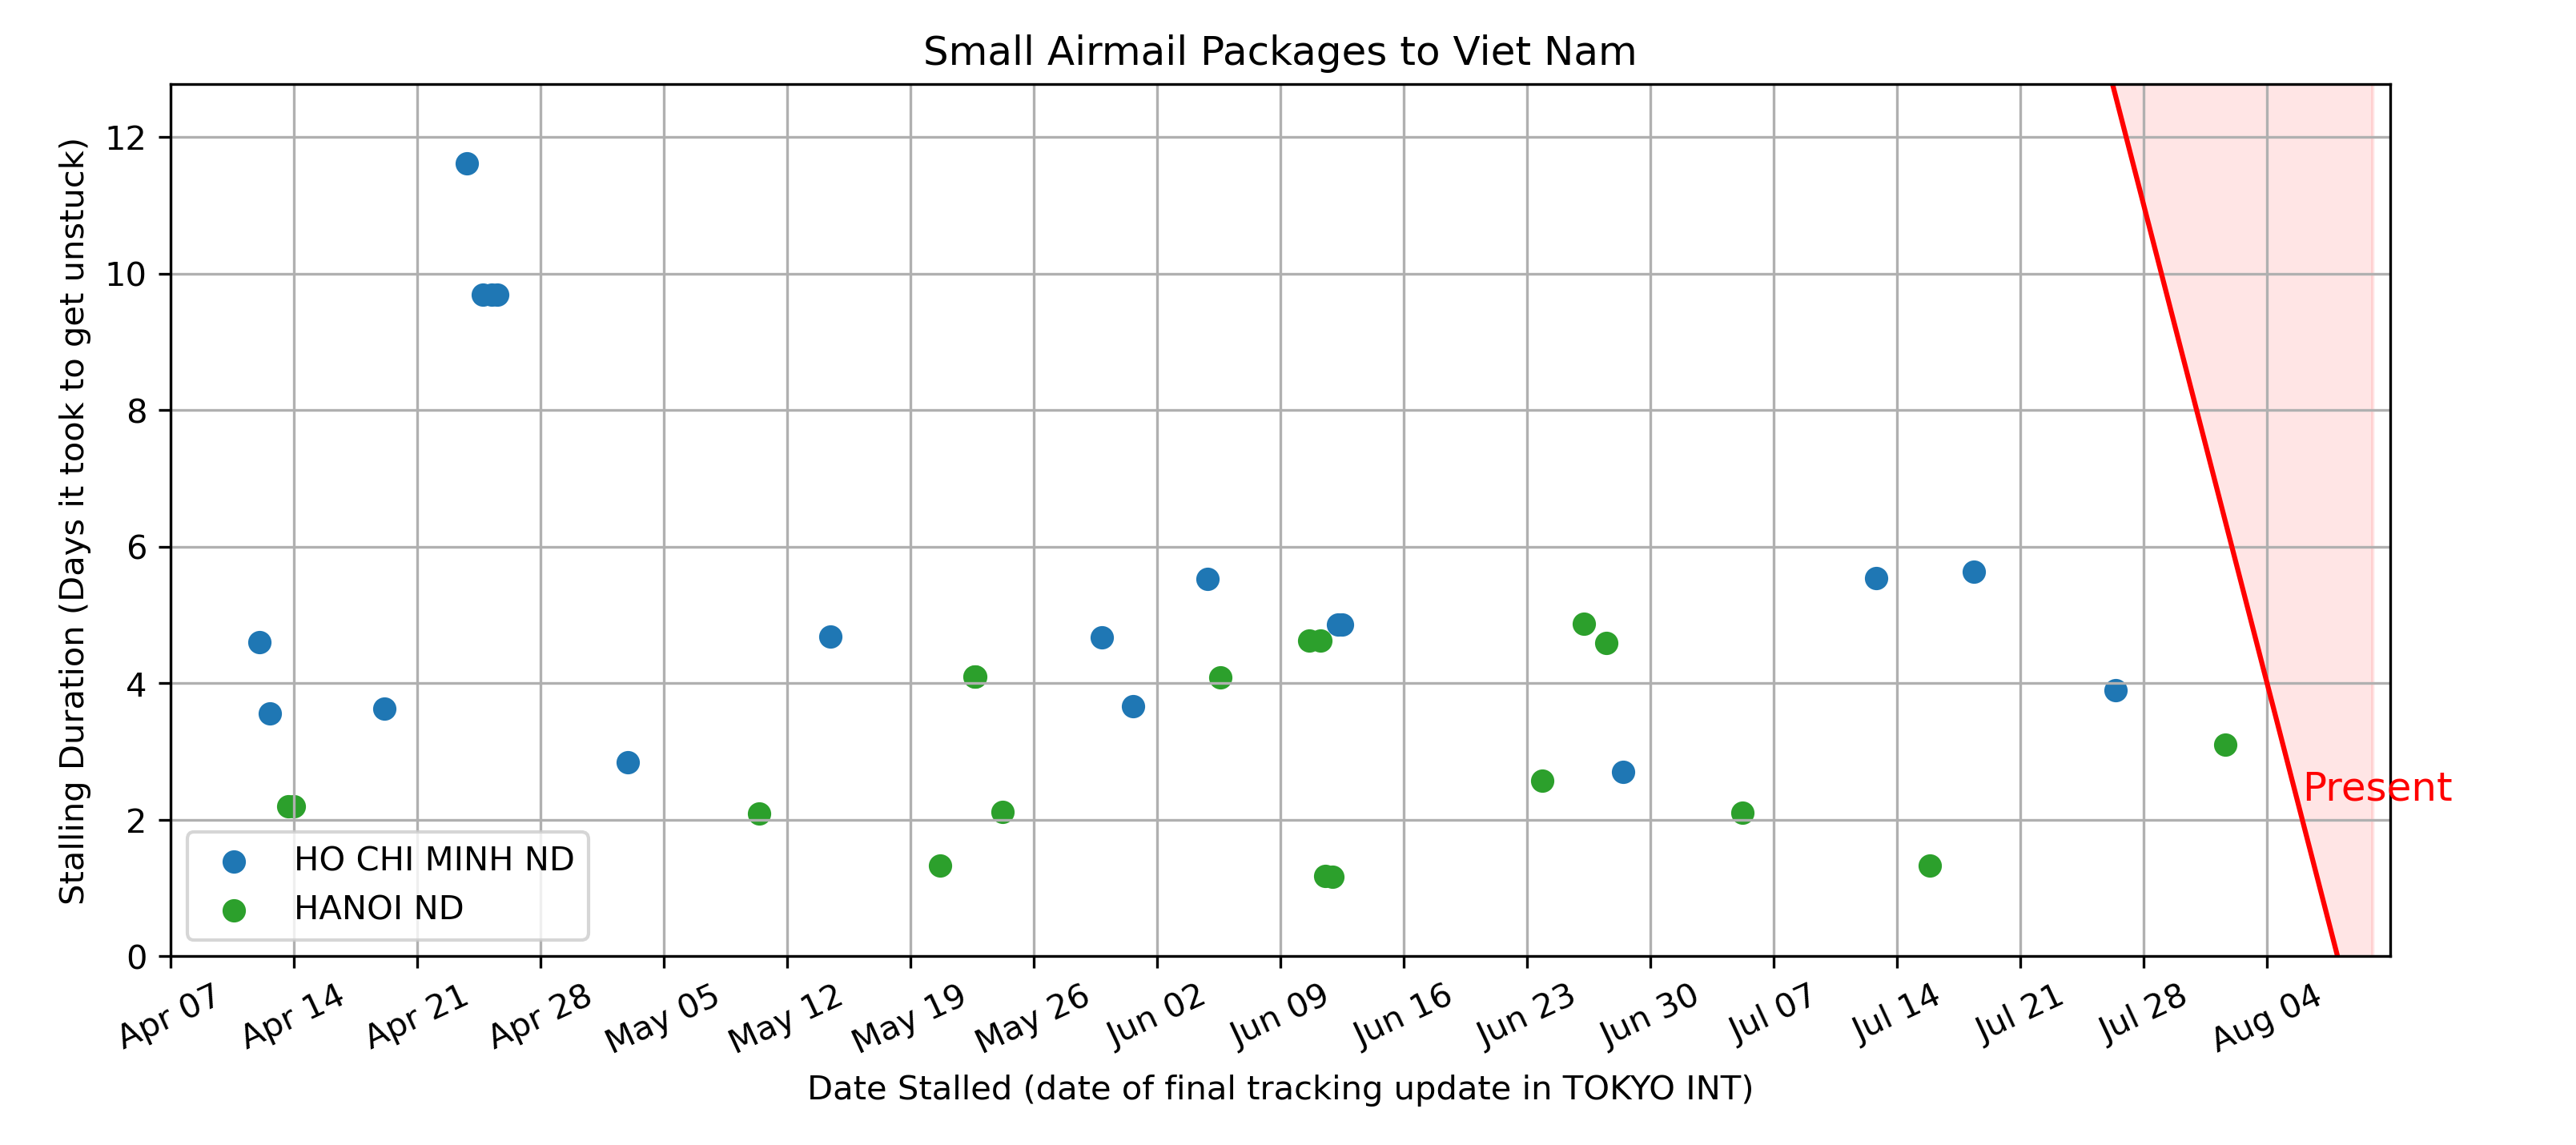 Small Airmail Packages to Viet Nam
Stalling Duration (Days it took to get unstuck)
12
10
8
6
4
2
0
Present
HO CHI MINH ND
HANOI ND
Apr 07
Apr 14
Apr 21
Apr 28
May 05
May 12
May 19
May 26
Jun 02
Jun 09
Jun 16
Jun 23
Jun 30
Jul 07
Jul 14
Jul 21
Jul 28
Aug 04
Date Stalled (date of final tracking update in TOKYO INT)